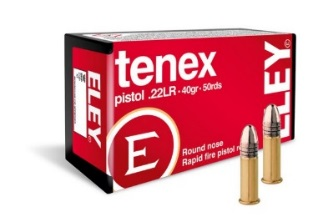 tenex
pistol .22LR · 40gr · 50rds
E
Round nose
Rapid fire pistol
ELEY
ELEY